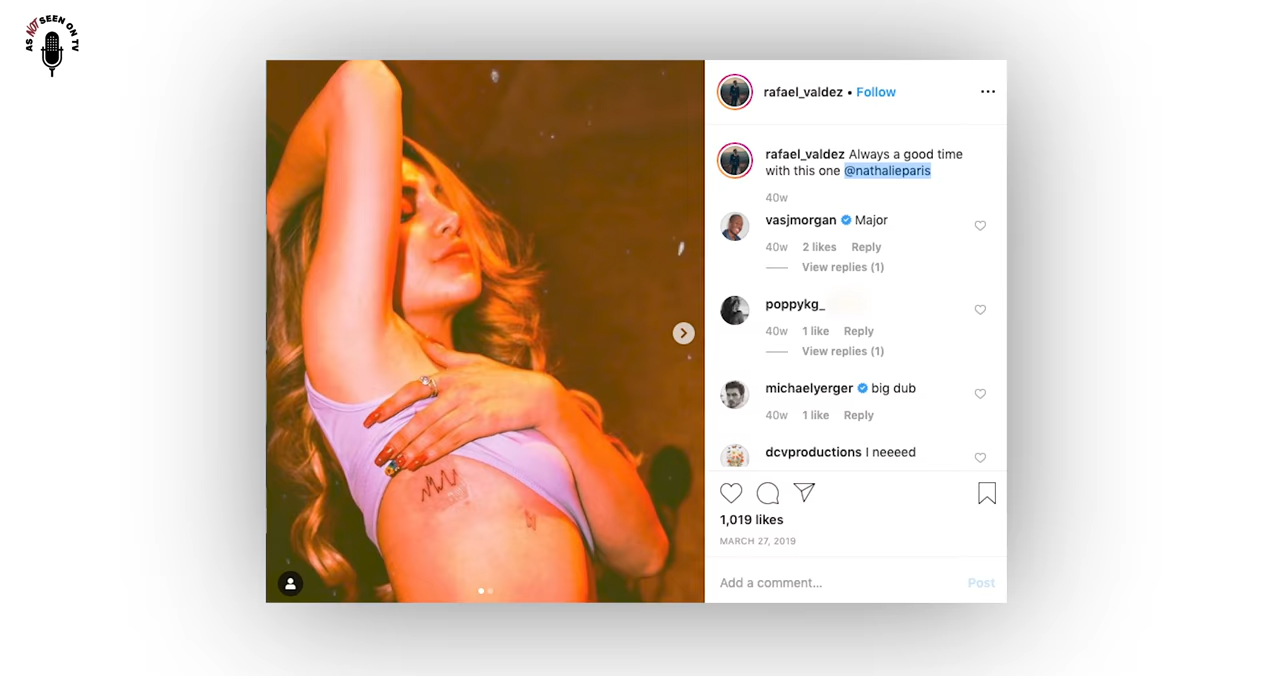 AS NOT SEEN ON TV
rafael_valdez • Follow
rafael_valdez Always a good time
with this one @nathalieparis
40w
vasjmorgan Major
40w 2 likes Reply
View replies (1)
poppykg_
40w 1 like Reply
View replies (1)
michaelyerger big dub
40w 1 like Reply
dcvproductions I neeeed
1,019 likes
MARCH 27, 2019
Add a comment... Post